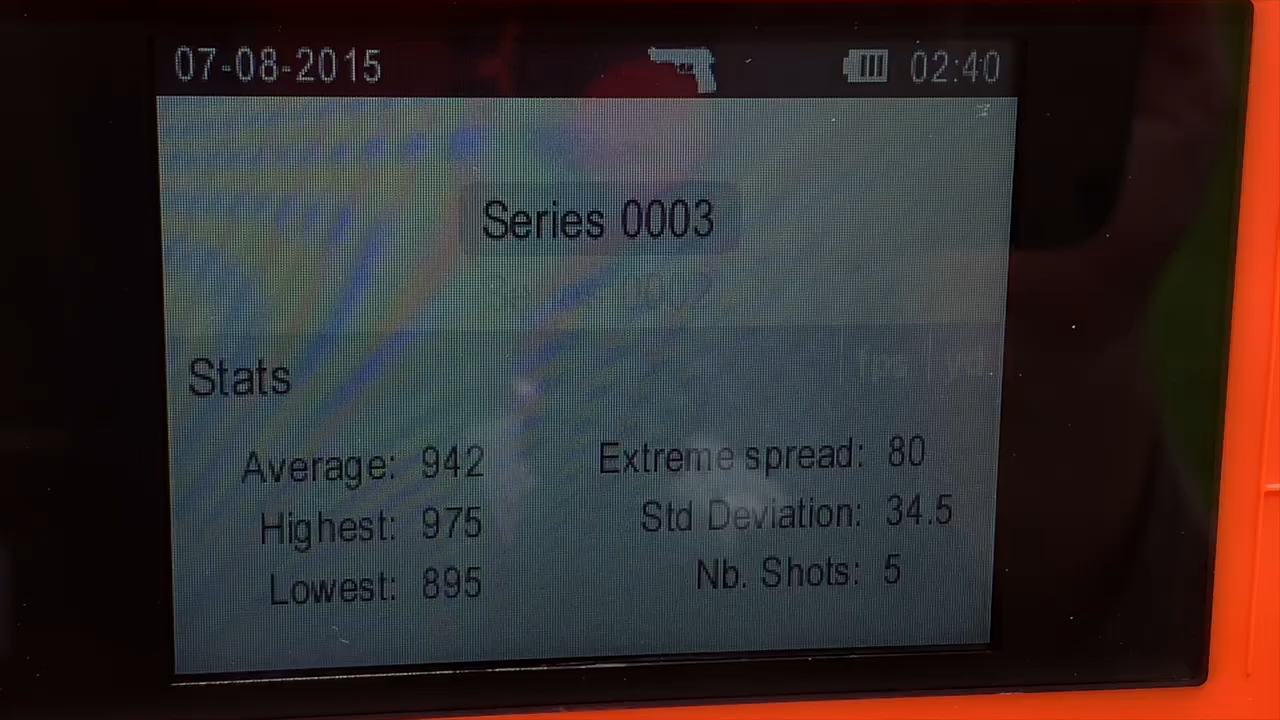 07-08-2015 02:40
Series 0003
Stats
Average: 942 Extreme spread: 80
Highest: 975 Std Deviation: 34.5
Lowest: 895 Nb. Shots: 5